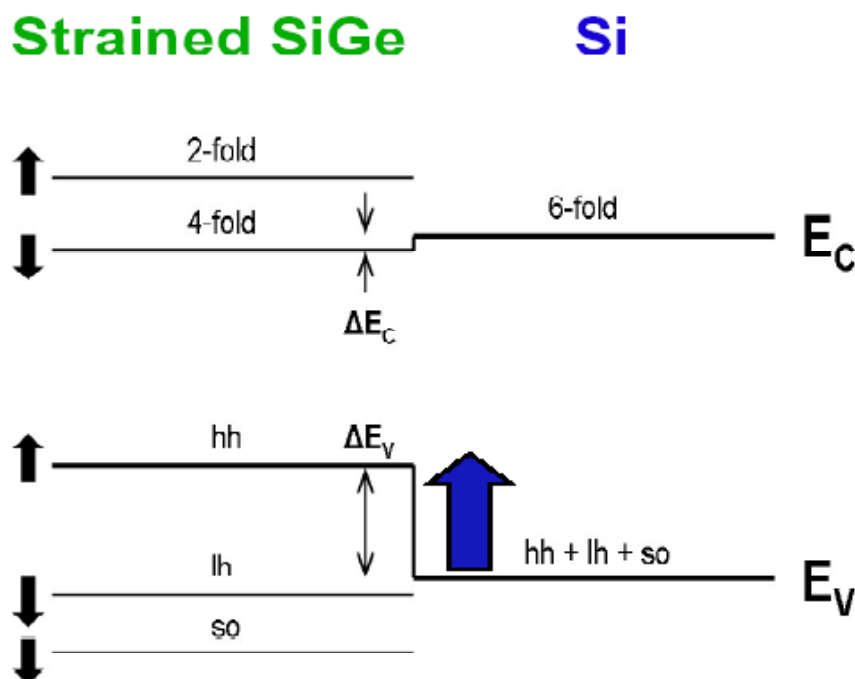 Strained SiGe Si
2-fold
4-fold
6-fold
E_C
ΔE_C
hh
ΔE_V
lh
hh + lh + so
E_V
so